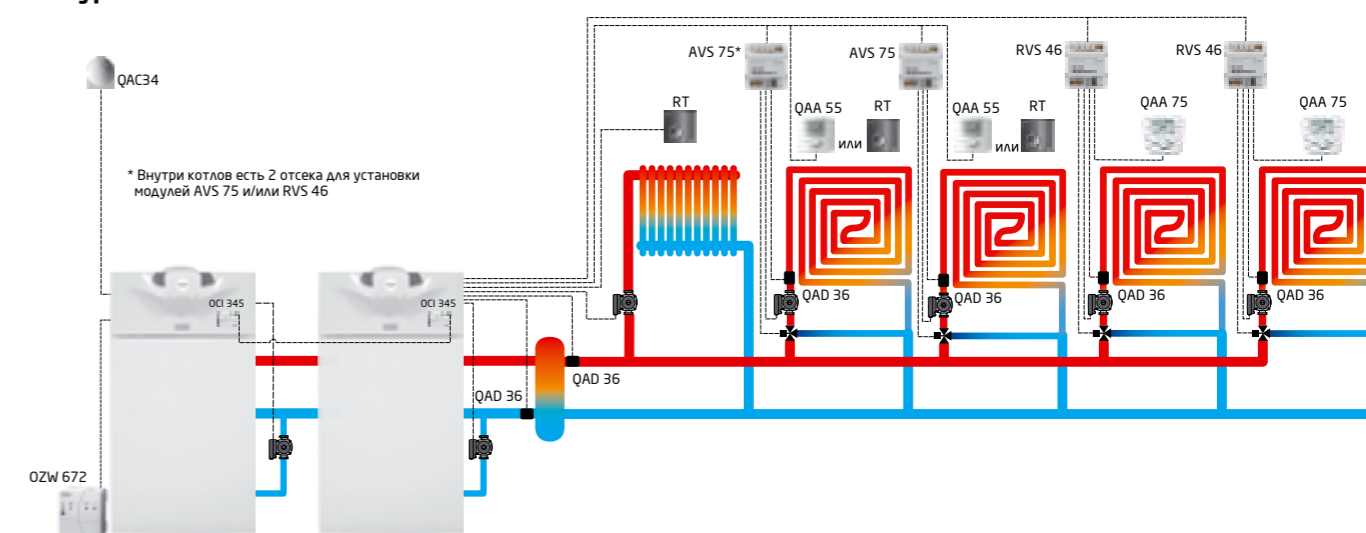 AVS 75*
AVS 75
RVS 46
RVS 46
QAC34
RT
QAA 55
или
RT
QAA 55
или
RT
QAA 75
QAA 75
* Внутри котлов есть 2 отсека для установки
модулей AVS 75 и/или RVS 46
OCI 345
OCI 345
QAD 36
QAD 36
QAD 36
QAD 36
QAD 36
QAD 36
OZW 672